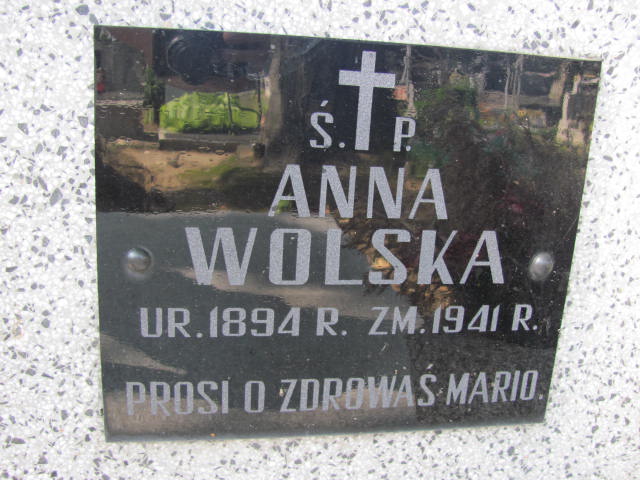 Ś. P.
ANNA
WOLSKA
UR. 1894 R. ZM. 1941 R.
PROSI O ZDROWAŚ MARIO.